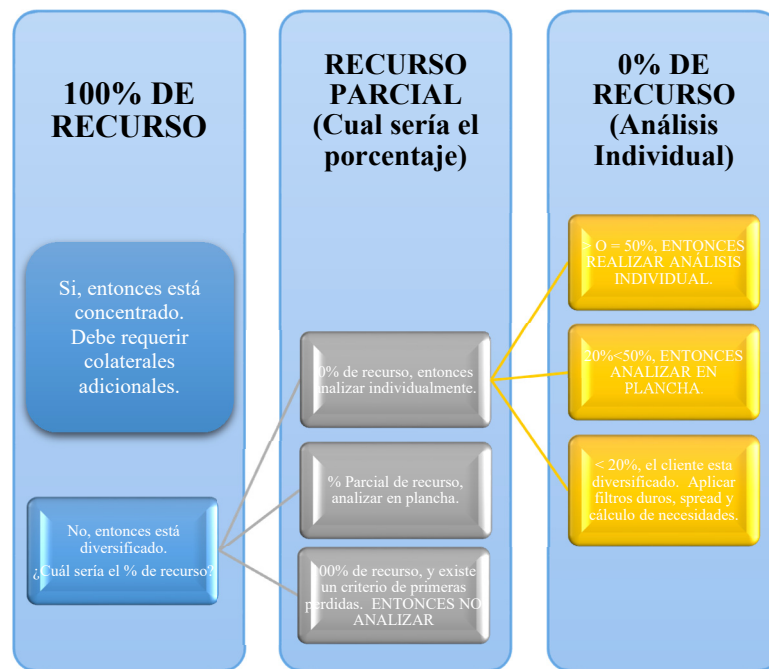 100% DE
RECURSO
Si, entonces está
concentrado.
Debe requerir
colaterales
adicionales.
No, entonces está
diversificado.
¿Cuál sería el % de recurso?
RECURSO
PARCIAL
(Cual sería el
porcentaje)
0% de recurso, entonces
analizar individualmente.
% Parcial de recurso,
analizar en plancha.
00% de recurso, y existe
un criterio de primeras
perdidas. ENTONCES NO
ANALIZAR
0% DE
RECURSO
(Análisis
Individual)
> O = 50%, ENTONCES
REALIZAR ANÁLISIS
INDIVIDUAL.
20%<50%, ENTONCES
ANALIZAR EN
PLANCHA.
< 20%, el cliente esta
diversificado. Aplicar
filtros duros, spread y
cálculo de necesidades.